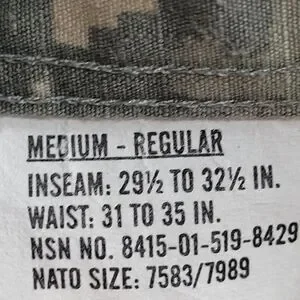 MEDIUM - REGULAR
INSEAM: 29½ TO 32½ IN.
WAIST: 31 TO 35 IN.
NSN NO. 8415-01-519-8429
NATO SIZE: 7583/7989